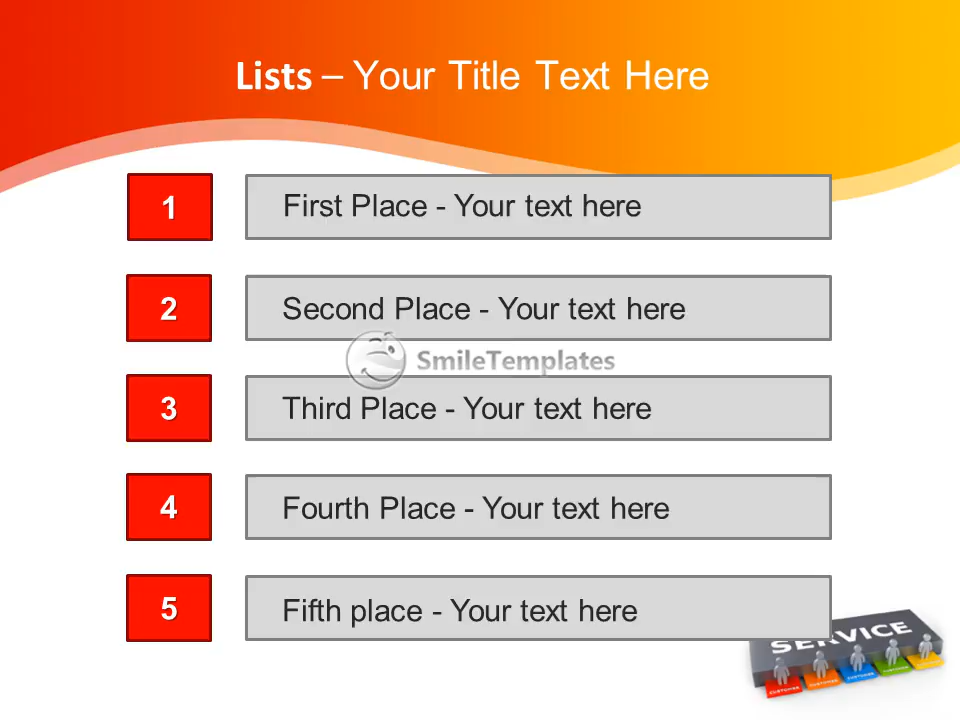 Lists – Your Title Text Here
1 First Place - Your text here
2 Second Place - Your text here
SmileTemplates
3 Third Place - Your text here
4 Fourth Place - Your text here
5 Fifth place - Your text here
SERVICE